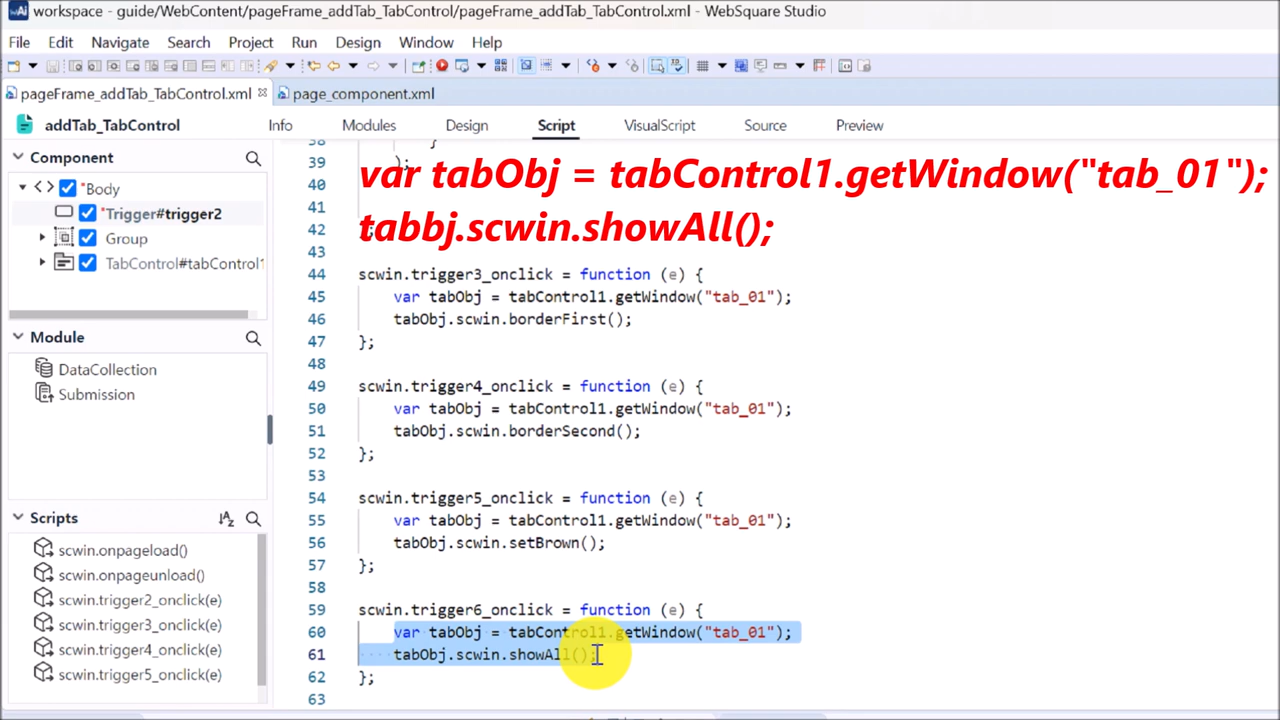 workspace - guide/WebContent/pageFrame_addTab_TabControl/pageFrame_addTab_TabControl.xml - WebSquare Studio
File Edit Navigate Search Project Run Design Window Help
pageFrame_addTab_TabControl.xml page_component.xml
addTab_TabControl Info Modules Design Script VisualScript Source Preview
Component
<> *Body
*Trigger#trigger2
Group
TabControl#tabControl1
Module
DataCollection
Submission
Scripts
scwin.onpageload()
scwin.onpageunload()
scwin.trigger2_onclick(e)
scwin.trigger3_onclick(e)
scwin.trigger4_onclick(e)
scwin.trigger5_onclick(e)
var tabObj = tabControl1.getWindow("tab_01");
tabbj.scwin.showAll();
38 }
39 );
40
41
42
43
44 scwin.trigger3_onclick = function (e) {
45 var tabObj = tabControl1.getWindow("tab_01");
46 tabObj.scwin.borderFirst();
47 };
48
49 scwin.trigger4_onclick = function (e) {
50 var tabObj = tabControl1.getWindow("tab_01");
51 tabObj.scwin.borderSecond();
52 };
53
54 scwin.trigger5_onclick = function (e) {
55 var tabObj = tabControl1.getWindow("tab_01");
56 tabObj.scwin.setBrown();
57 };
58
59 scwin.trigger6_onclick = function (e) {
60 var tabObj = tabControl1.getWindow("tab_01");
61 tabObj.scwin.showAll();
62 };
63